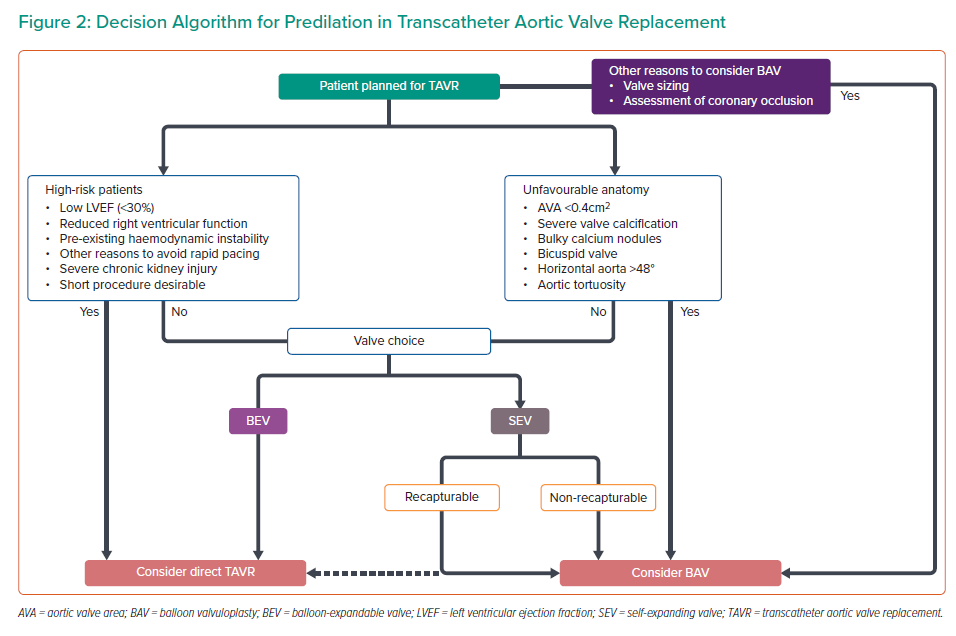 Figure 2: Decision Algorithm for Predilation in Transcatheter Aortic Valve Replacement
Patient planned for TAVR
Other reasons to consider BAV
• Valve sizing
• Assessment of coronary occlusion
Yes
High-risk patients
• Low LVEF (<30%)
• Reduced right ventricular function
• Pre-existing haemodynamic instability
• Other reasons to avoid rapid pacing
• Severe chronic kidney injury
• Short procedure desirable
Unfavourable anatomy
• AVA <0.4cm²
• Severe valve calcification
• Bulky calcium nodules
• Bicuspid valve
• Horizontal aorta >48°
• Aortic tortuosity
Yes
No
No
Yes
Valve choice
BEV
SEV
Recapturable
Non-recapturable
Consider direct TAVR
Consider BAV
AVA = aortic valve area; BAV = balloon valvuloplasty; BEV = balloon-expandable valve; LVEF = left ventricular ejection fraction; SEV = self-expanding valve; TAVR = transcatheter aortic valve replacement.